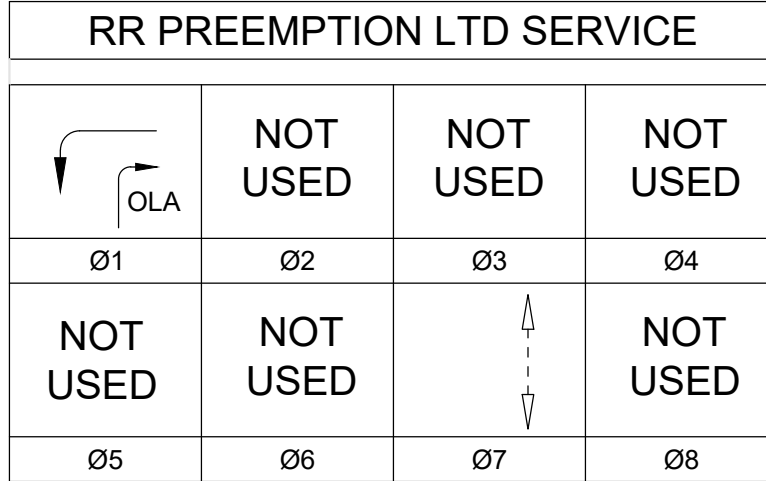 RR PREEMPTION LTD SERVICE
OLA
NOT
USED
NOT
USED
NOT
USED
Ø1
Ø2
Ø3
Ø4
NOT
USED
NOT
USED
NOT
USED
Ø5
Ø6
Ø7
Ø8